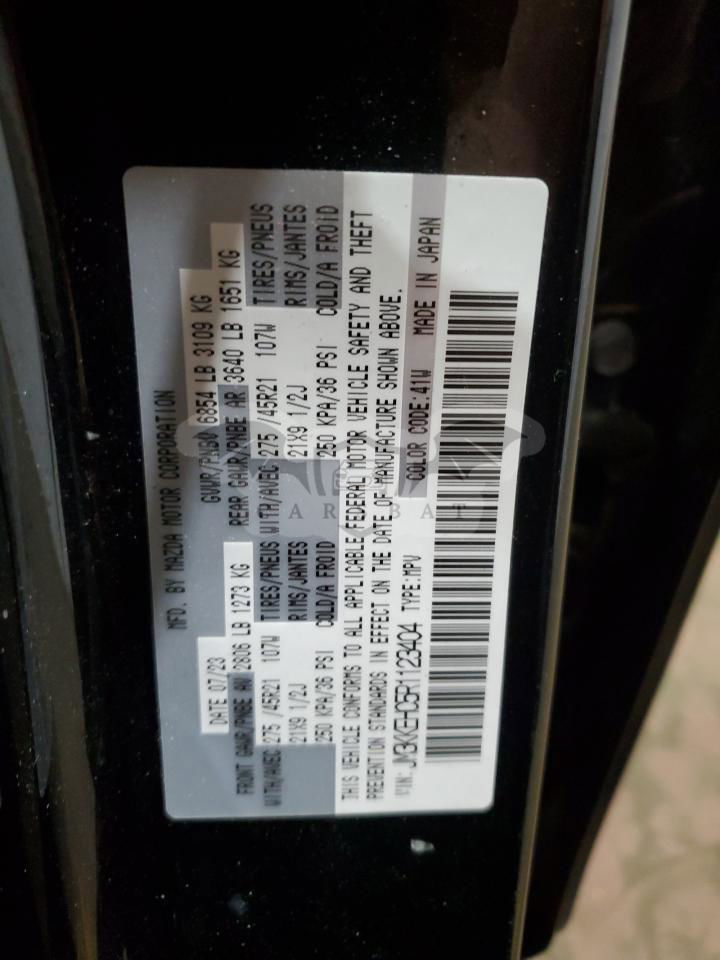 MFD. BY MAZDA MOTOR CORPORATION
DATE 07/23 GVWR/PNBV 6854 LB 3109 KG
FRONT GAWR/PNBE AV 2806 LB 1273 KG REAR GAWR/PNBE AR 3640 LB 1651 KG
WITH/AVEC 275 /45R21 107W TIRES/PNEUS WITH/AVEC 275 /45R21 107W TIRES/PNEUS
21X9 1/2J RIMS/JANTES 21X9 1/2J RIMS/JANTES
250 KPA/36 PSI COLD/A FROID 250 KPA/36 PSI COLD/A FROID
THIS VEHICLE CONFORMS TO ALL APPLICABLE FEDERAL MOTOR VEHICLE SAFETY AND THEFT
PREVENTION STANDARDS IN EFFECT ON THE DATE OF MANUFACTURE SHOWN ABOVE.
VIN: JM3KKEHC5P1123404 TYPE:MPV COLOR CODE:41W MADE IN JAPAN